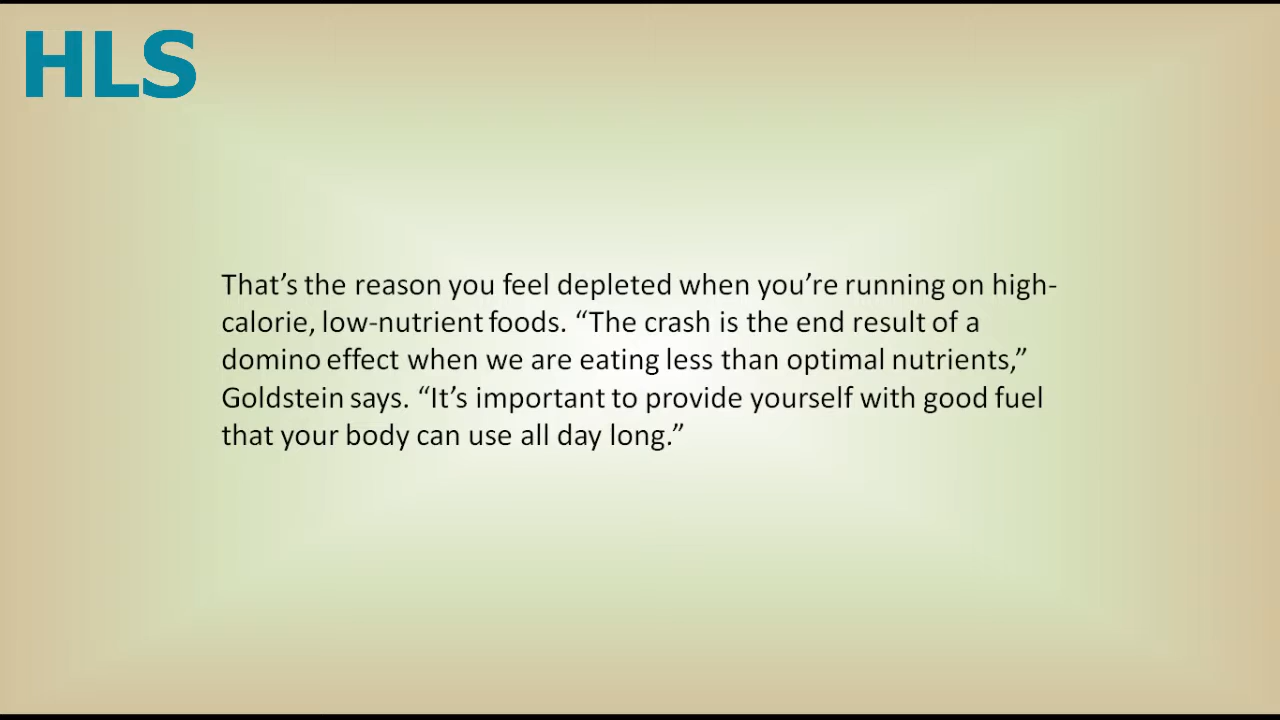 HLS
That’s the reason you feel depleted when you’re running on high-
calorie, low-nutrient foods. “The crash is the end result of a
domino effect when we are eating less than optimal nutrients,”
Goldstein says. “It’s important to provide yourself with good fuel
that your body can use all day long.”